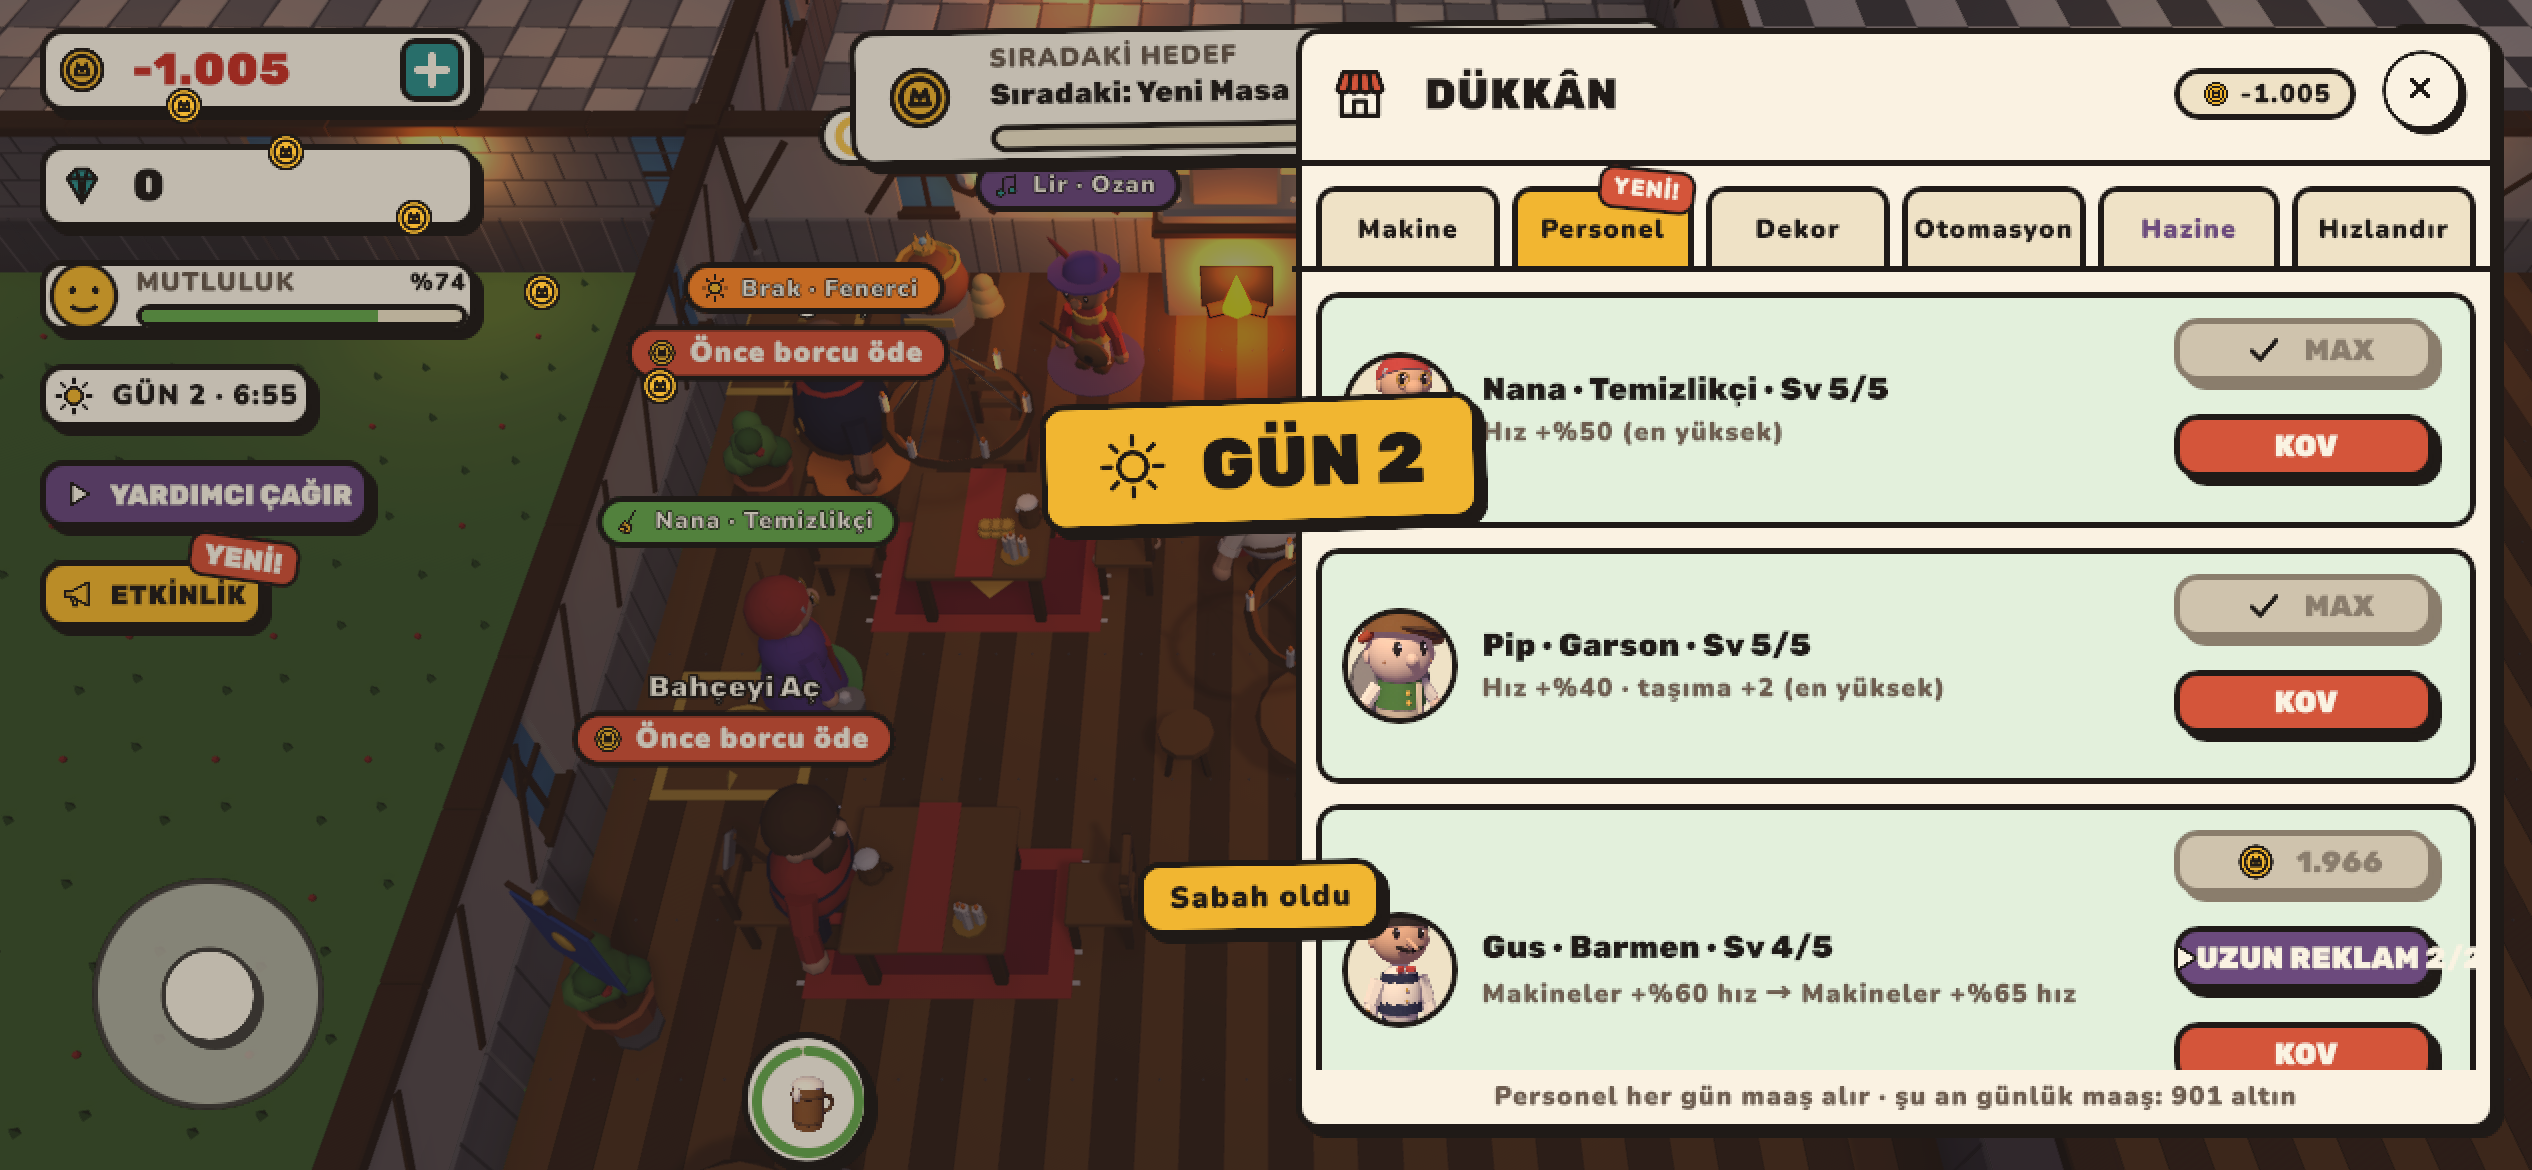 -1.005
0
MUTLULUK %74
GÜN 2 · 6:55
YARDIMCI ÇAĞIR
YENİ!
ETKİNLİK
SIRADAKİ HEDEF
Sıradaki: Yeni Masa
Lir · Ozan
Brak · Fenerci
Önce borcu öde
Nana · Temizlikçi
Bahçeyi Aç
Önce borcu öde
GÜN 2
Sabah oldu
DÜKKÂN
-1.005
YENİ!
Makine
Personel
Dekor
Otomasyon
Hazine
Hızlandır
Nana · Temizlikçi · Sv 5/5
Hız +%50 (en yüksek)
MAX
KOV
Pip · Garson · Sv 5/5
Hız +%40 · taşıma +2 (en yüksek)
MAX
KOV
Gus · Barmen · Sv 4/5
Makineler +%60 hız → Makineler +%65 hız
1.966
UZUN REKLAM 2/2
KOV
Personel her gün maaş alır · şu an günlük maaş: 901 altın